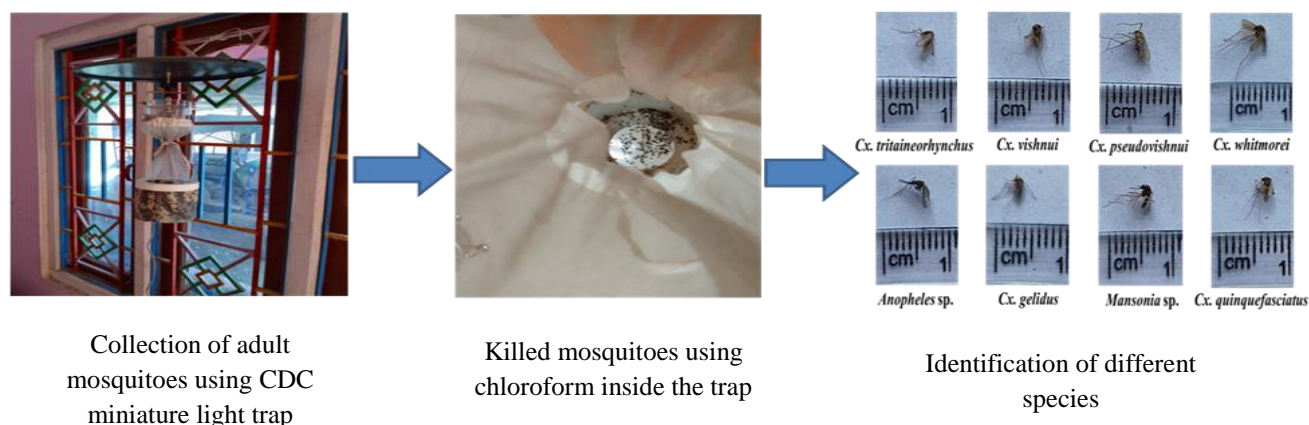 cm 1 cm 1 cm 1 cm 1
Cx. tritaineorhynchus Cx. vishnui Cx. pseudovishnui Cx. whitmorei
cm 1 cm 1 cm 1 cm 1
Anopheles sp. Cx. gelidus Mansonia sp. Cx. quinquefasciatus
Collection of adult
mosquitoes using CDC
miniature light trap
Killed mosquitoes using
chloroform inside the trap
Identification of different
species